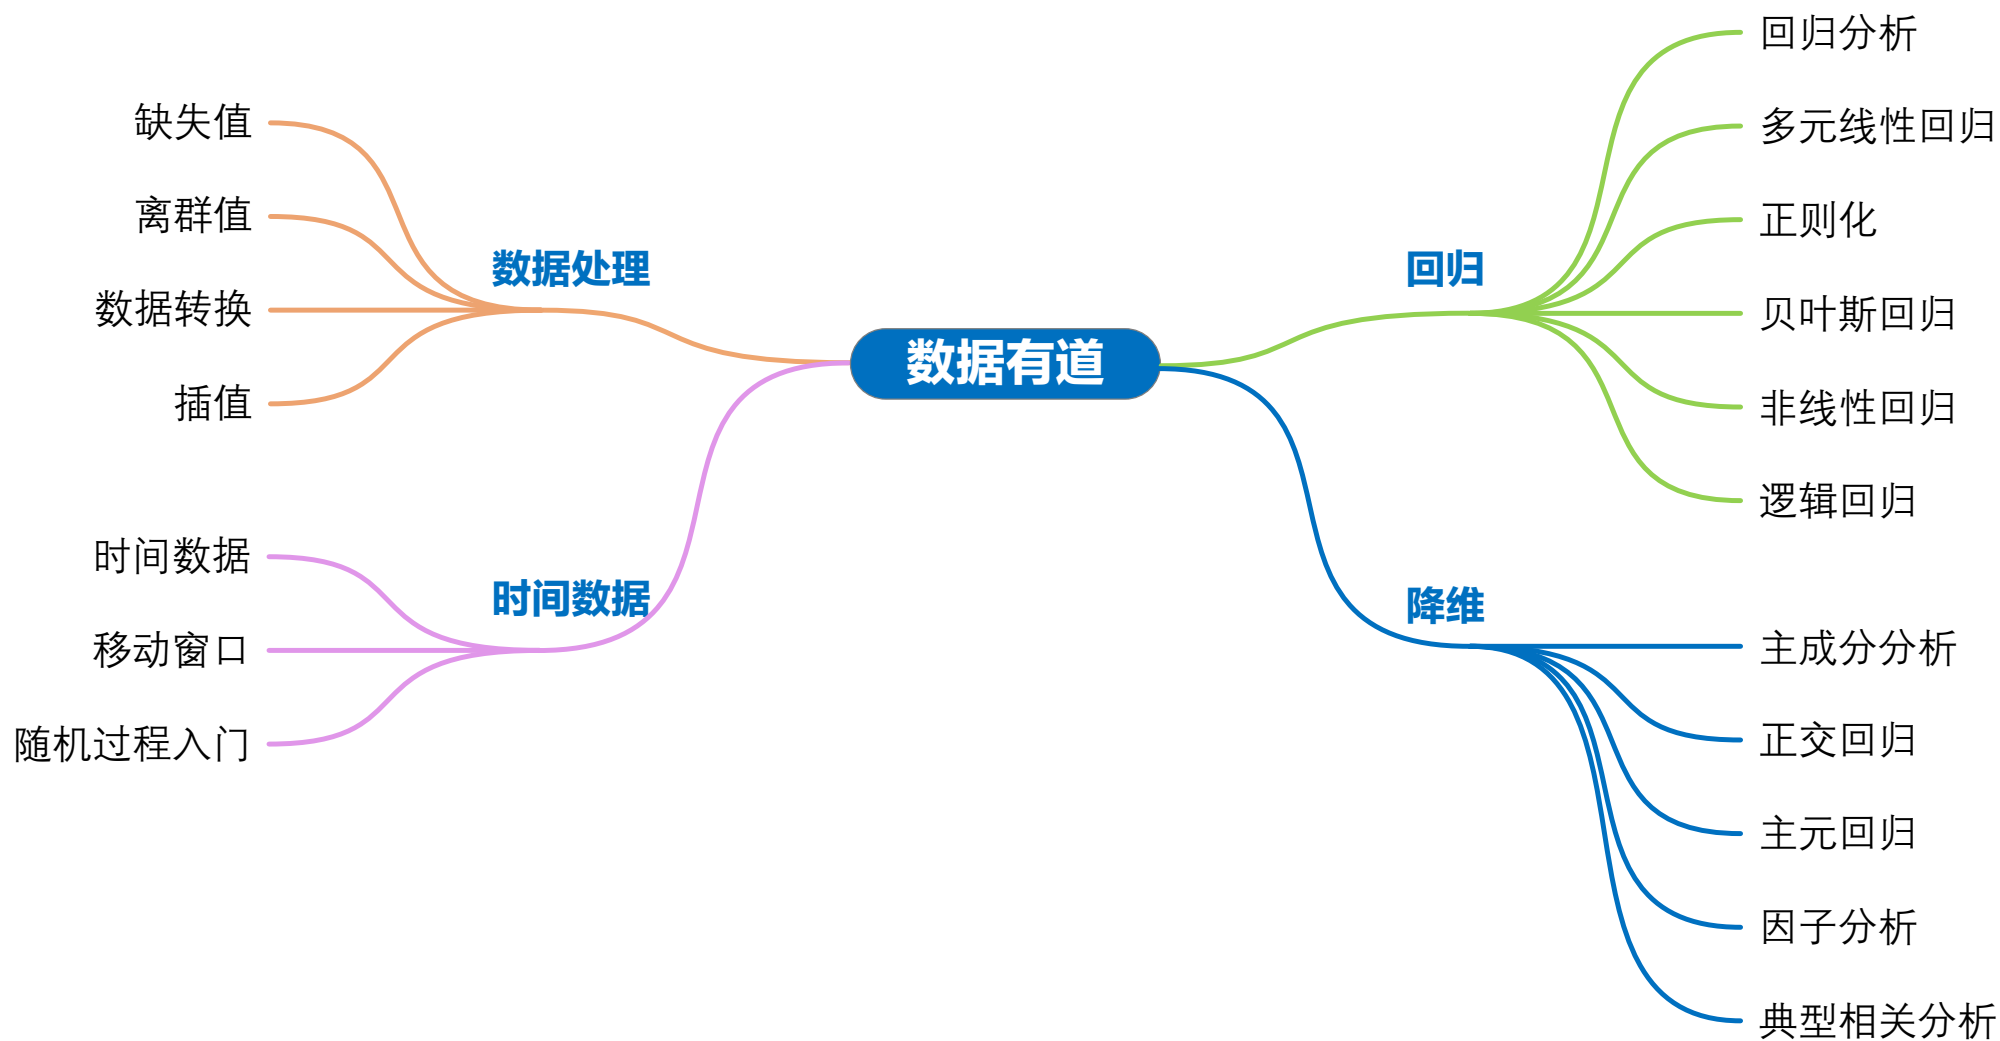 数据有道
数据处理
缺失值
离群值
数据转换
插值
时间数据
时间数据
移动窗口
随机过程入门
回归
回归分析
多元线性回归
正则化
贝叶斯回归
非线性回归
逻辑回归
降维
主成分分析
正交回归
主元回归
因子分析
典型相关分析